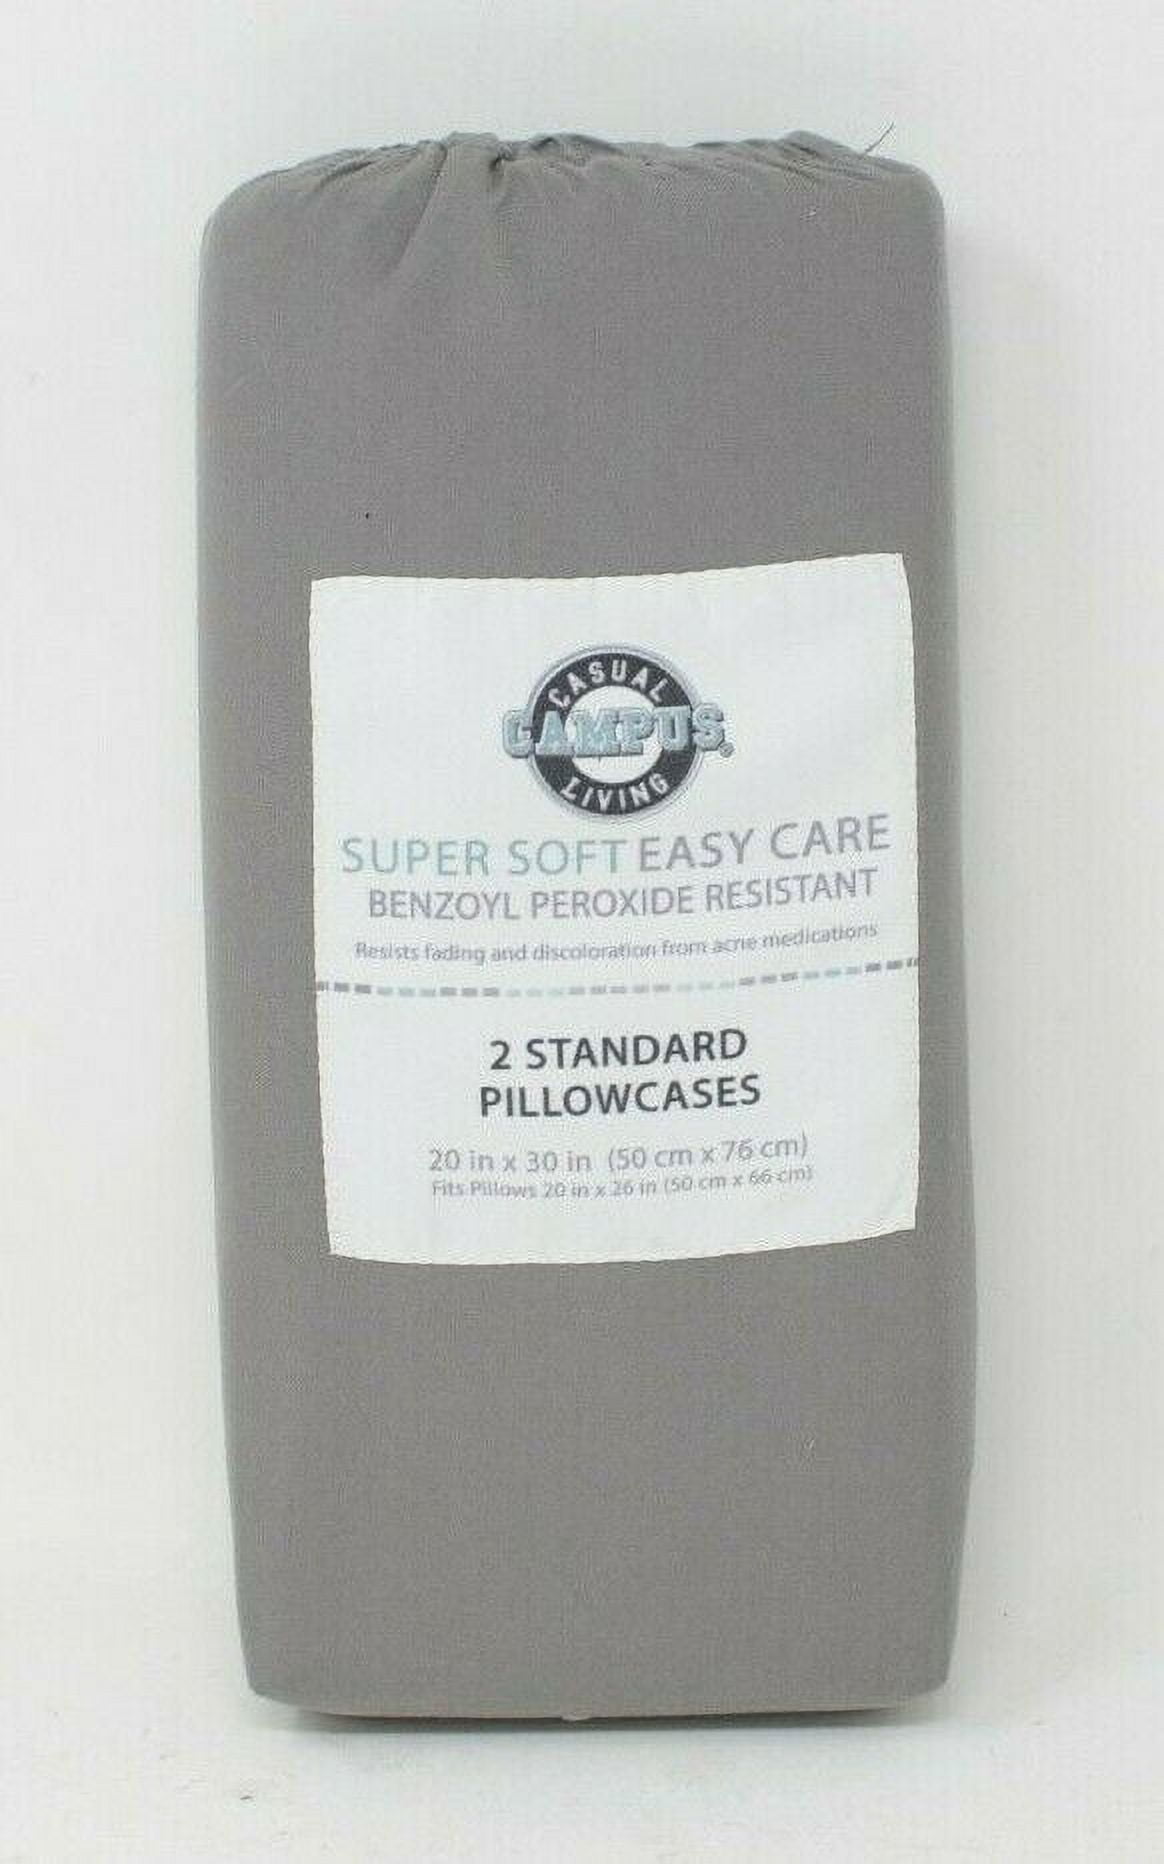 CASUAL
CAMPUS
LIVING
SUPER SOFT EASY CARE
BENZOYL PEROXIDE RESISTANT
Resists fading and discoloration from acne medications
2 STANDARD
PILLOWCASES
20 in x 30 in (50 cm x 76 cm)
Fits Pillows 20 in x 26 in (50 cm x 66 cm)